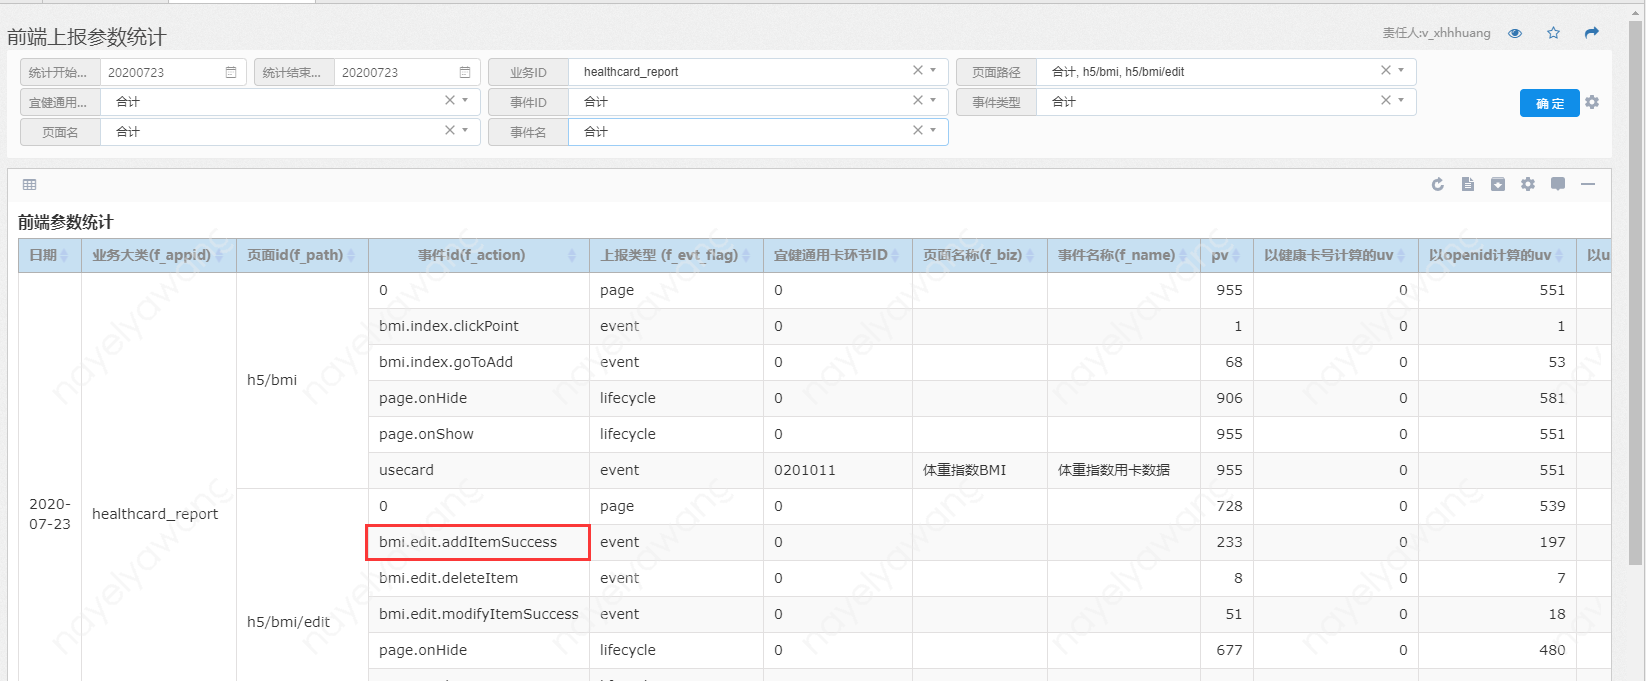 前端上报参数统计
责任人:v_xhhhuang
统计开始... 20200723 统计结束... 20200723 业务ID healthcard_report 页面路径 合计, h5/bmi, h5/bmi/edit
宜健通用... 合计 事件ID 合计 事件类型 合计 确 定
页面名 合计 事件名 合计
前端参数统计
日期 业务大类(f_appid) 页面id(f_path) 事件id(f_action) 上报类型 (f_evt_flag) 宜健通用卡环节ID 页面名称(f_biz) 事件名称(f_name) pv 以健康卡号计算的uv 以openid计算的uv 以u
0 page 0 955 0 551
bmi.index.clickPoint event 0 1 0 1
bmi.index.goToAdd event 0 68 0 53
h5/bmi
page.onHide lifecycle 0 906 0 581
page.onShow lifecycle 0 955 0 551
usecard event 0201011 体重指数BMI 体重指数用卡数据 955 0 551
2020-07-23 healthcard_report
0 page 0 728 0 539
bmi.edit.addItemSuccess event 0 233 0 197
bmi.edit.deleteItem event 0 8 0 7
h5/bmi/edit
bmi.edit.modifyItemSuccess event 0 51 0 18
page.onHide lifecycle 0 677 0 480
nayelyawang